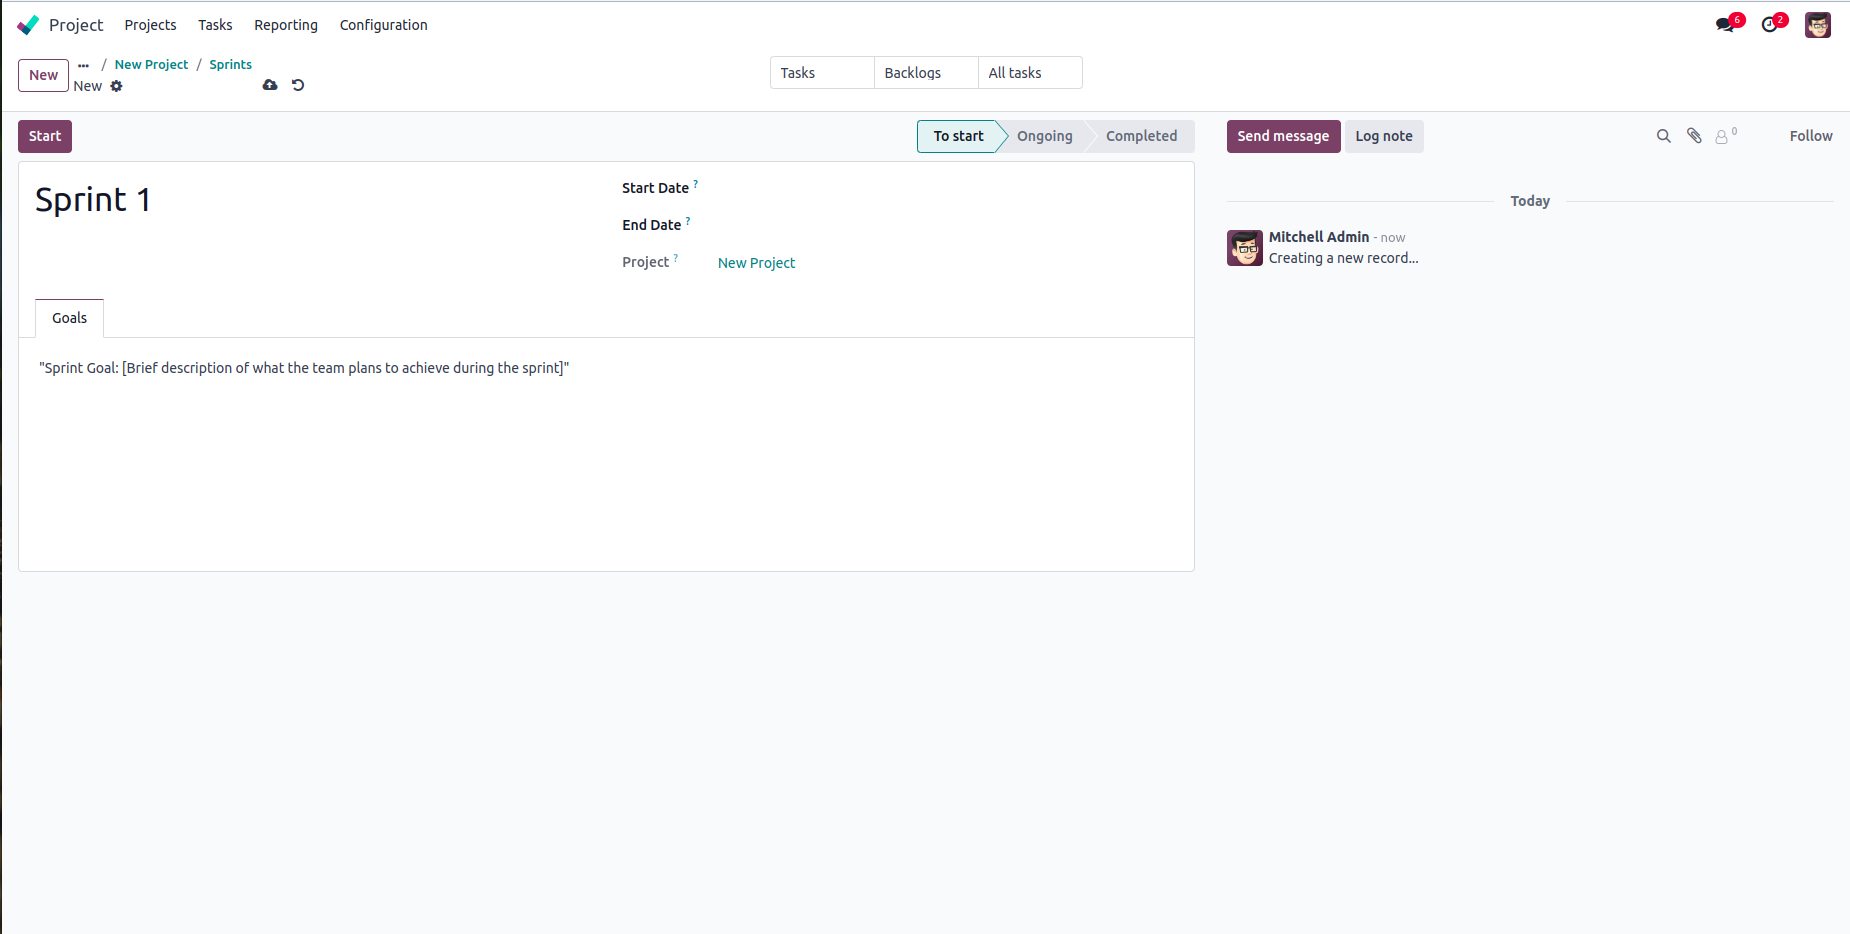 Project Projects Tasks Reporting Configuration 6 2
New ... / New Project / Sprints
New
Tasks Backlogs All tasks
Start To start Ongoing Completed Send message Log note 0 Follow
Sprint 1
Start Date ?
End Date ?
Project ? New Project
Goals
"Sprint Goal: [Brief description of what the team plans to achieve during the sprint]"
Today
Mitchell Admin - now
Creating a new record...